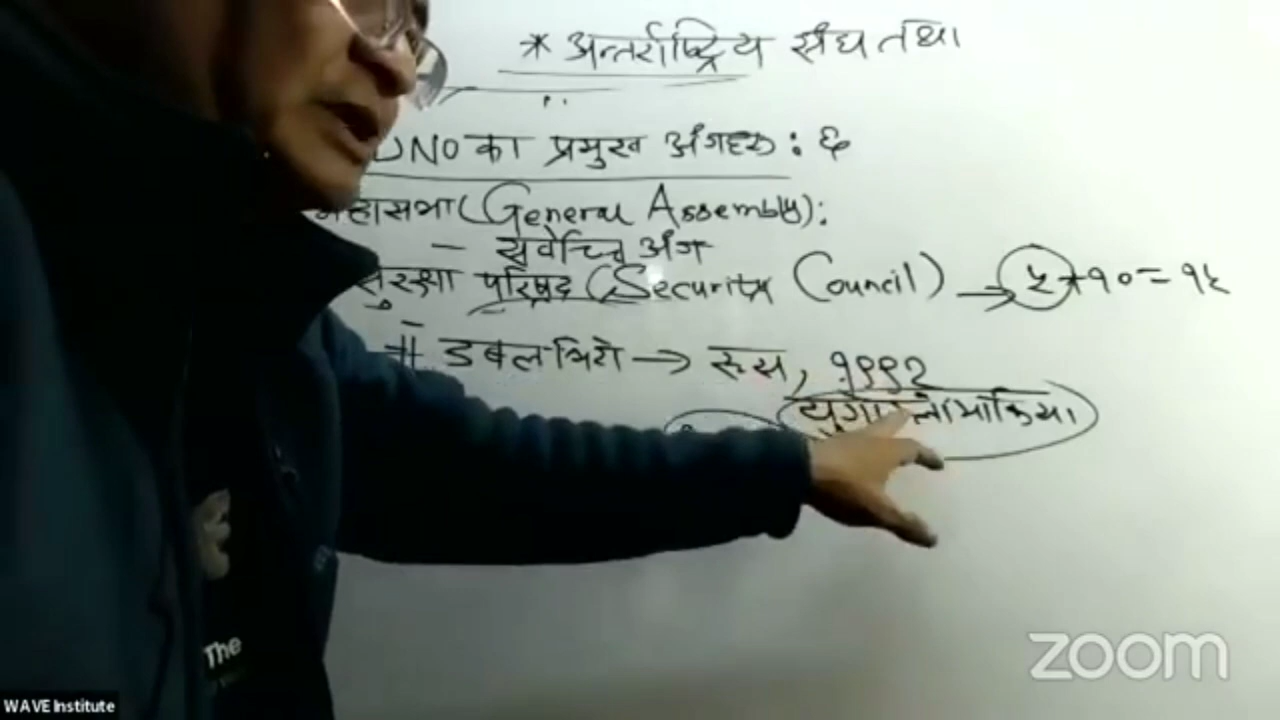 * अन्तर्राष्ट्रिय संघ तथा
UNO का प्रमुख अंगहरु : ६
महासभा (General Assembly):
– सर्वोच्च अंग
सुरक्षा परिषद (Security Council) → ५+१०=१५
# डबल भिटो → रूस, १९९२
युगोस्लाभाकिया
The
zoom
WAVE Institute